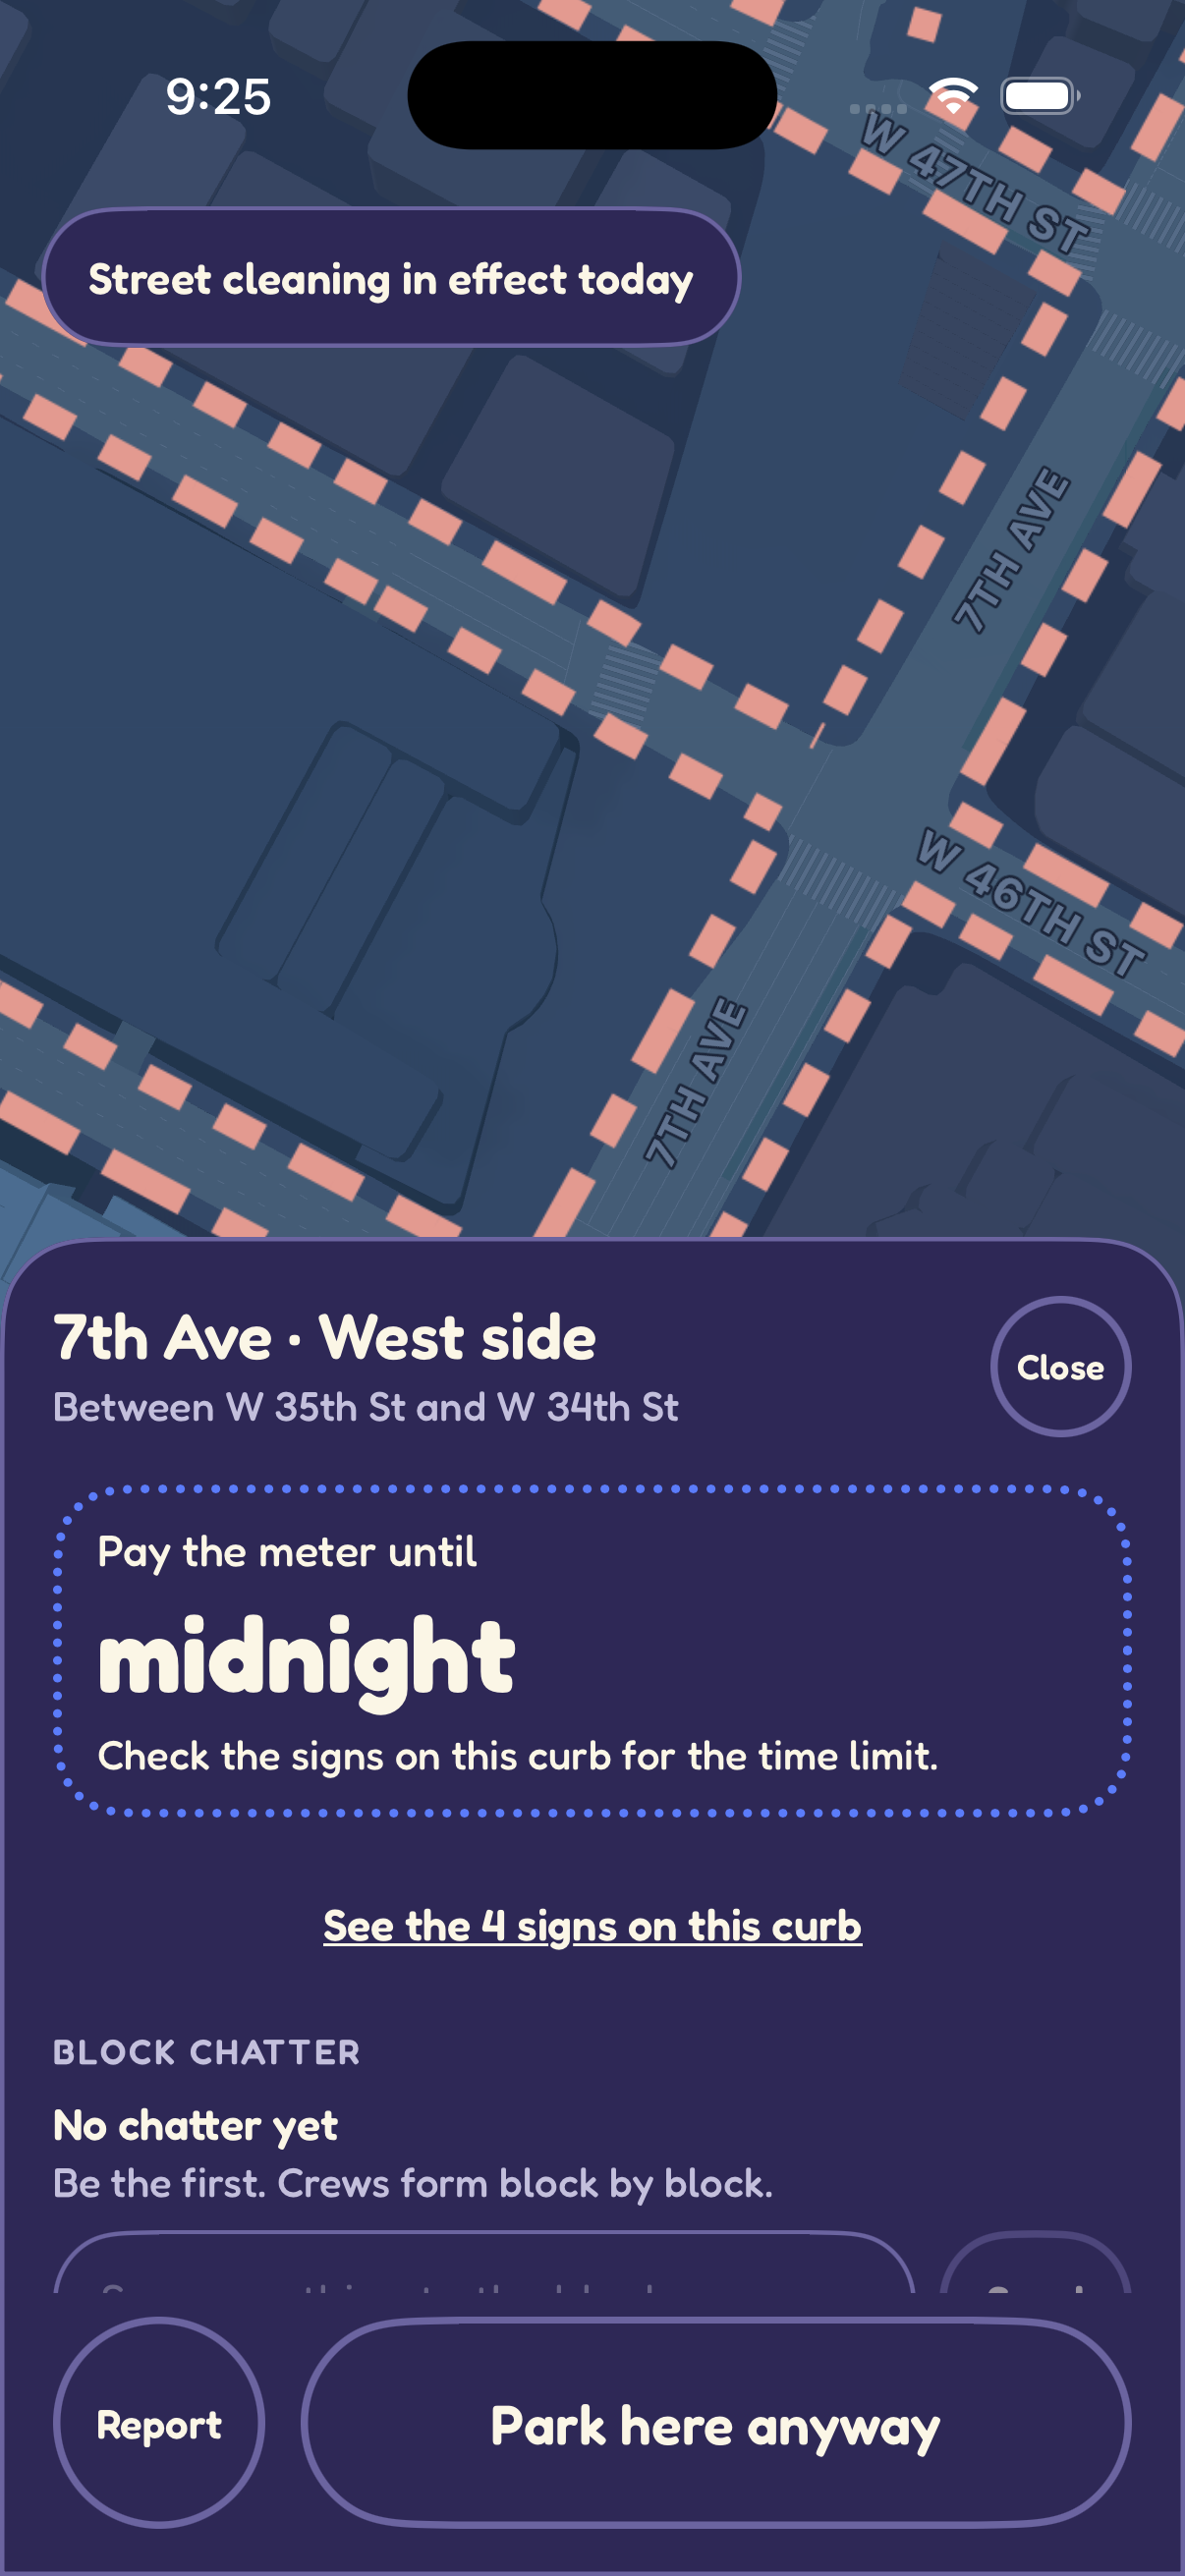 9:25
W 47TH ST
Street cleaning in effect today
7TH AVE
W 46TH ST
7TH AVE
7th Ave · West side
Between W 35th St and W 34th St
Close
Pay the meter until
midnight
Check the signs on this curb for the time limit.
See the 4 signs on this curb
BLOCK CHATTER
No chatter yet
Be the first. Crews form block by block.
Report
Park here anyway